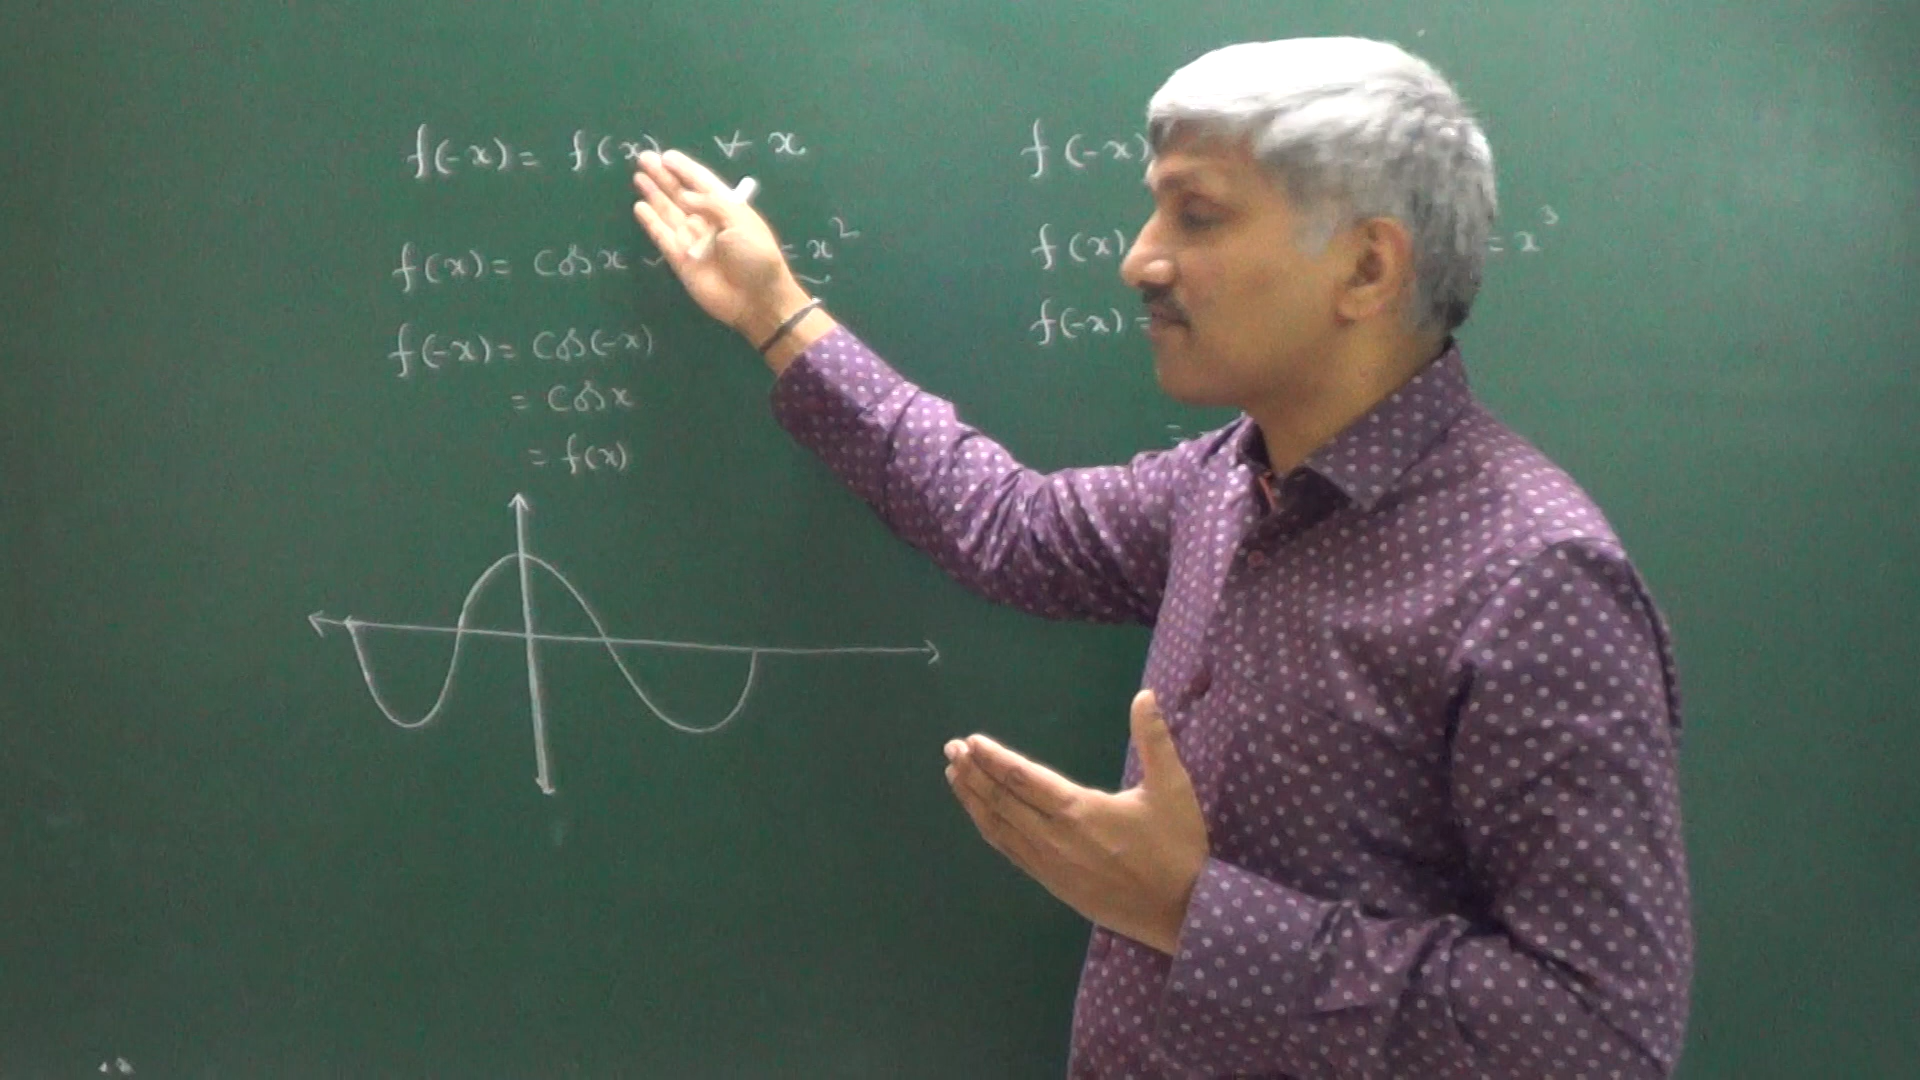 f(-x) = f(x) ∀ x
f(x) = cos x = x²
f(-x) = cos(-x)
= cos x
= f(x)
f(-x)
f(x) = x³
f(-x) =
=